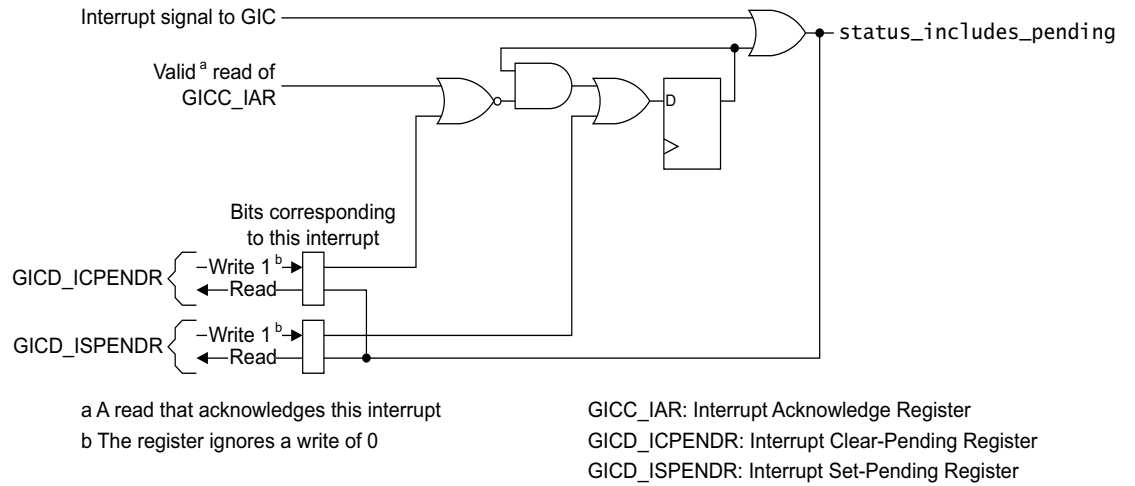 Interrupt signal to GIC
status_includes_pending
Valid a read of
GICC_IAR
D
Bits corresponding
to this interrupt
GICD_ICPENDR
Write 1 b
Read
GICD_ISPENDR
Write 1 b
Read
a A read that acknowledges this interrupt
b The register ignores a write of 0
GICC_IAR: Interrupt Acknowledge Register
GICD_ICPENDR: Interrupt Clear-Pending Register
GICD_ISPENDR: Interrupt Set-Pending Register